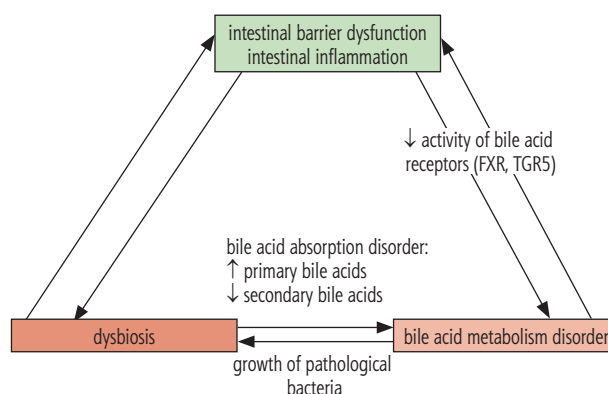 intestinal barrier dysfunction
intestinal inflammation
↓ activity of bile acid
receptors (FXR, TGR5)
bile acid absorption disorder:
↑ primary bile acids
↓ secondary bile acids
dysbiosis
bile acid metabolism disorder
growth of pathological
bacteria